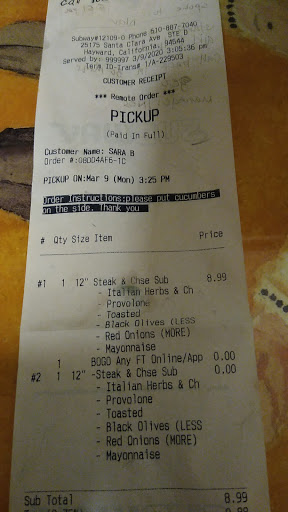 Subway#12109-0 Phone 510-887-7040
25175 Santa Clara Ave STE B
Hayward, California, 94544
Served by: 999997 3/9/2020 3:05:36 pm
Term ID-Trans# 1/A-229503
CUSTOMER RECEIPT
*** Remote Order ***
PICKUP
(Paid In Full)
Customer Name: SARA B
Order #:08DD4AF6-1C
PICKUP ON:Mar 9 (Mon) 3:25 PM
Order Instructions:please put cucumbers
on the side. Thank you
# Qty Size Item Price
#1 1 12" Steak & Chse Sub 8.99
- Italian Herbs & Ch
- Provolone
- Toasted
- Black Olives (LESS
- Red Onions (MORE)
- Mayonnaise
1 BOGO Any FT Online/App 0.00
#2 1 12" -Steak & Chse Sub 0.00
- Italian Herbs & Ch
- Provolone
- Toasted
- Black Olives (LESS
- Red Onions (MORE)
- Mayonnaise
Sub Total 8.99